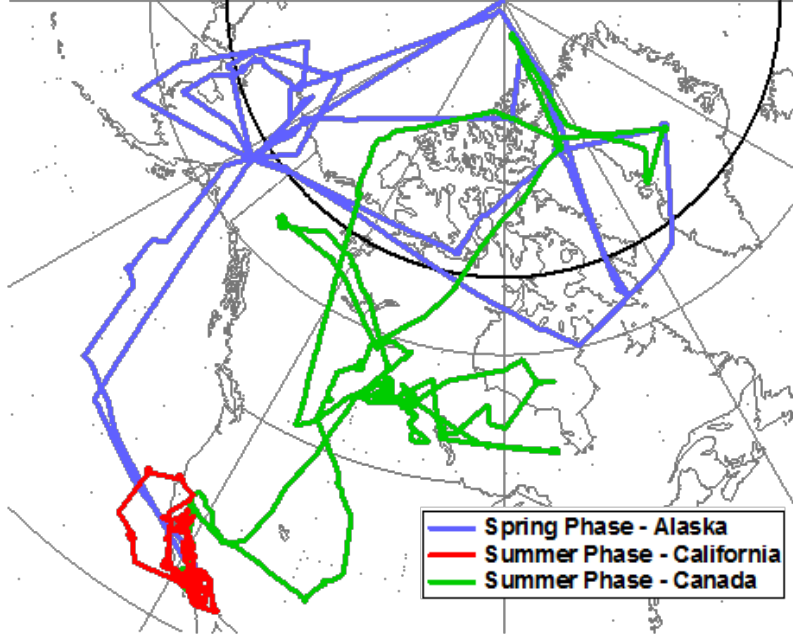 Spring Phase - Alaska
Summer Phase - California
Summer Phase - Canada